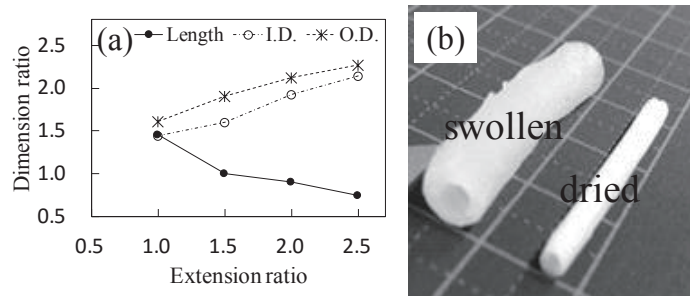 (a)
Length
I.D.
O.D.
2.5
2.0
1.5
1.0
0.5
Dimension ratio
0.5 1.0 1.5 2.0 2.5
Extension ratio
(b)
swollen
dried